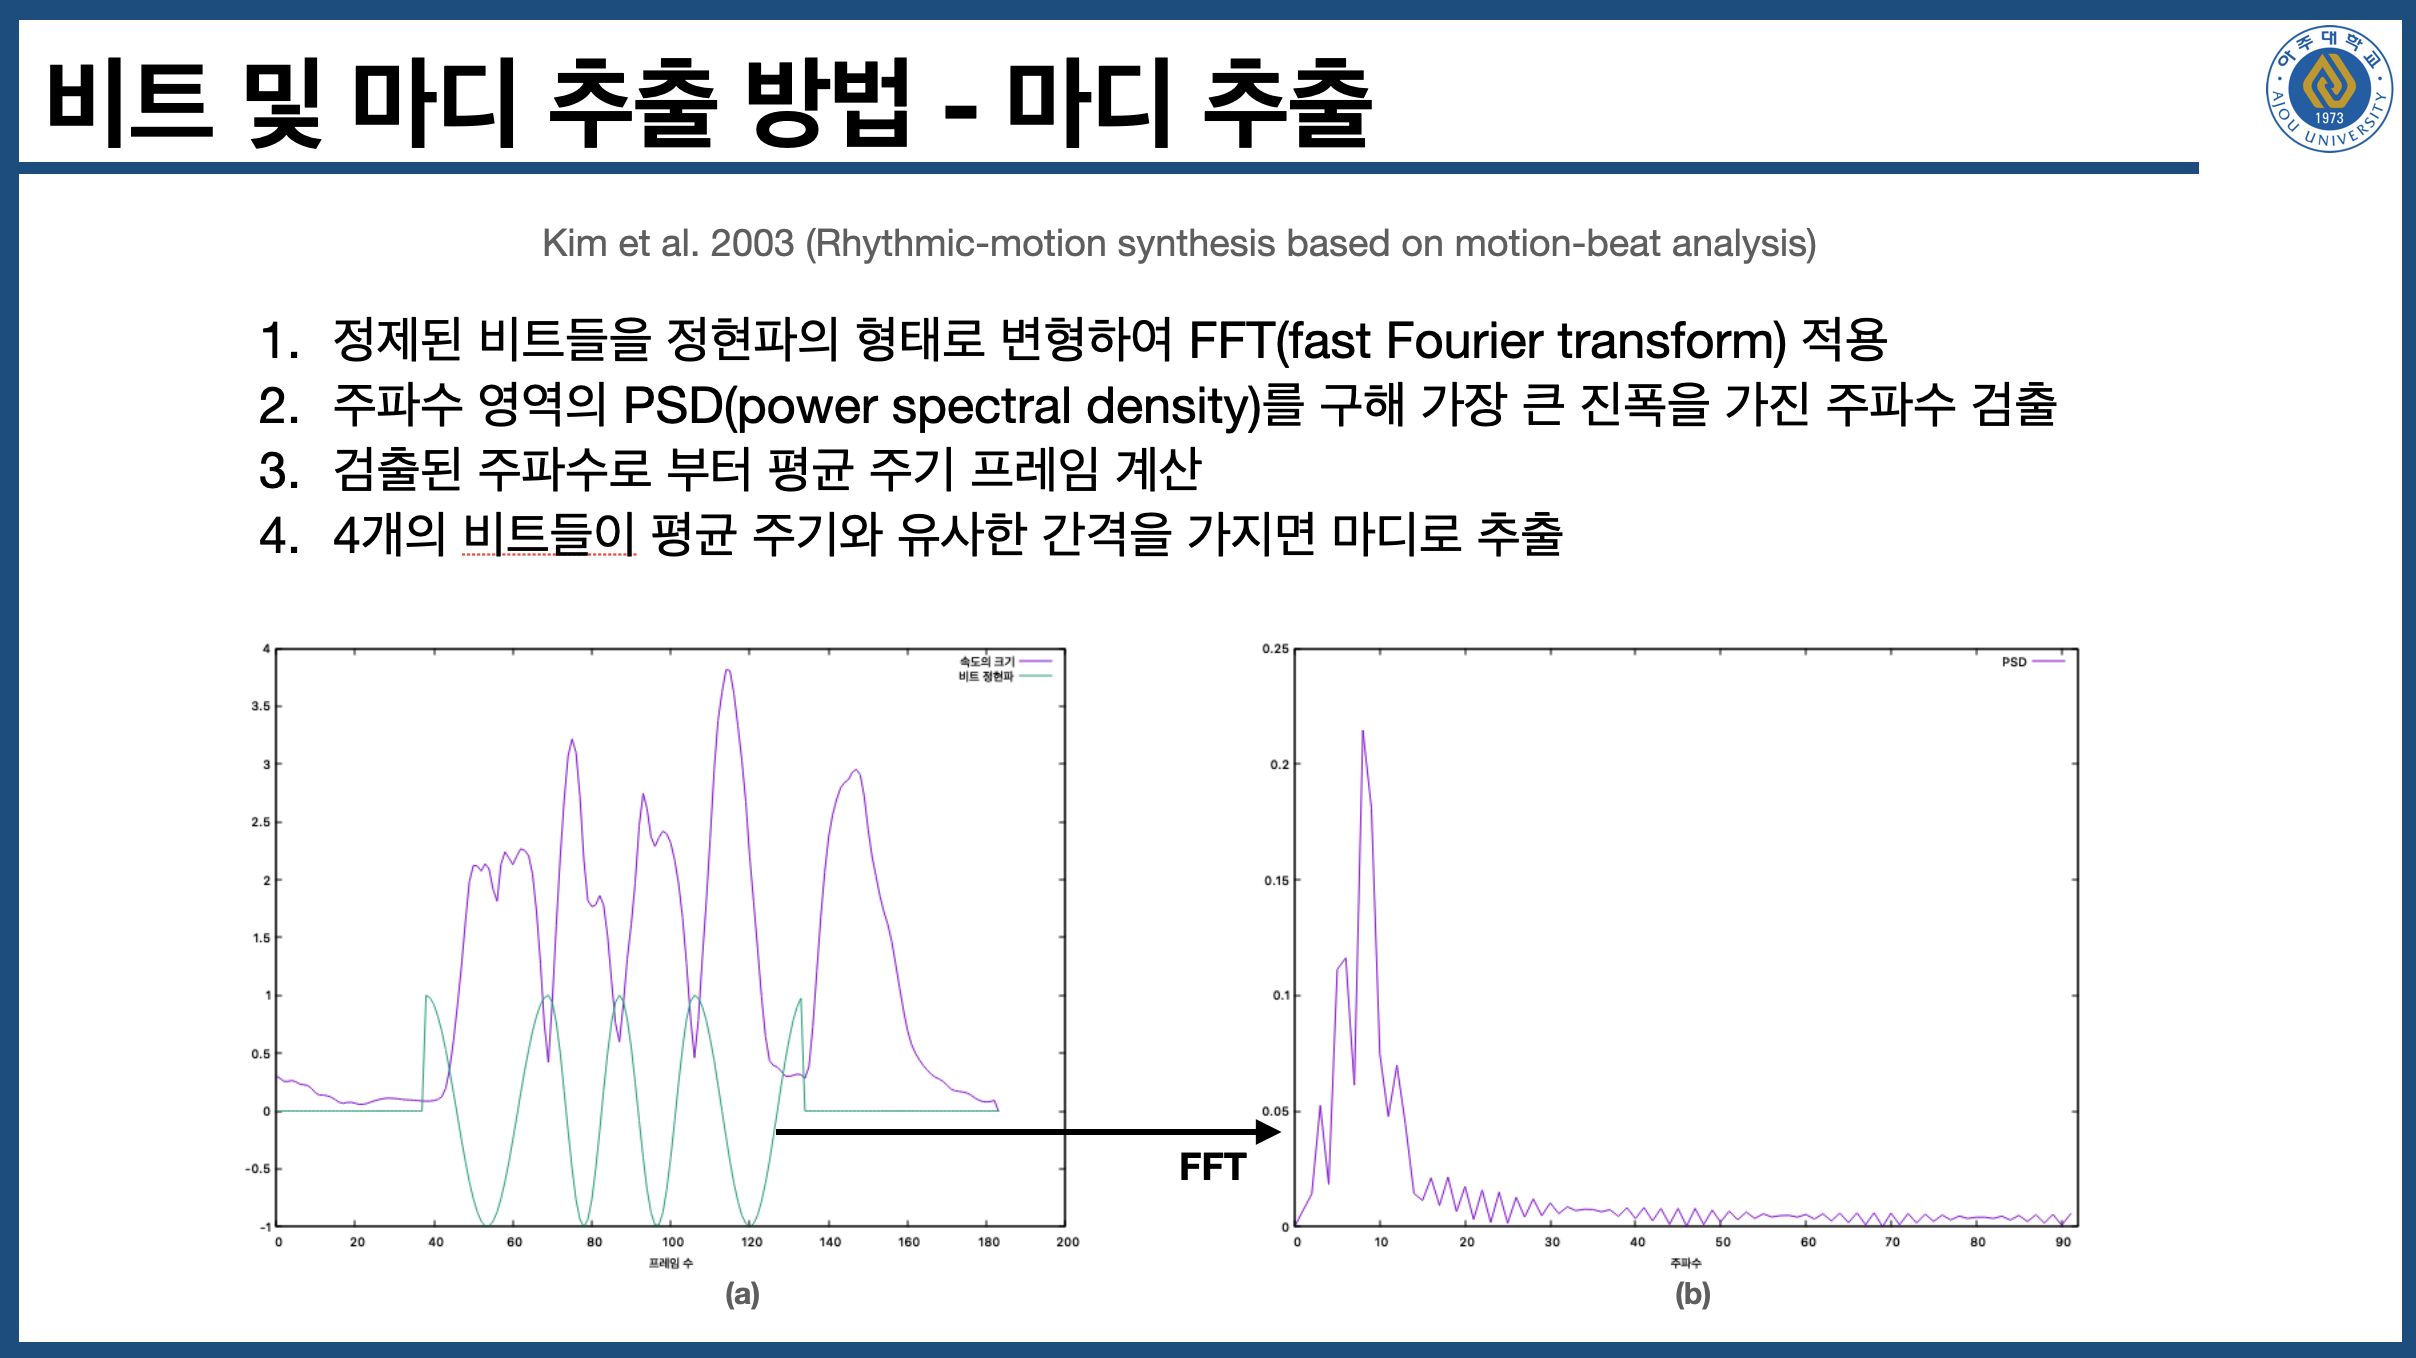 비트 및 마디 추출 방법 - 마디 추출
아주대학교
AJOU UNIVERSITY
1973
Kim et al. 2003 (Rhythmic-motion synthesis based on motion-beat analysis)
1. 정제된 비트들을 정현파의 형태로 변형하여 FFT(fast Fourier transform) 적용
2. 주파수 영역의 PSD(power spectral density)를 구해 가장 큰 진폭을 가진 주파수 검출
3. 검출된 주파수로 부터 평균 주기 프레임 계산
4. 4개의 비트들이 평균 주기와 유사한 간격을 가지면 마디로 추출
속도의 크기
비트 정현파
4
3.5
3
2.5
2
1.5
1
0.5
0
-0.5
-1
0 20 40 60 80 100 120 140 160 180 200
프레임 수
(a)
FFT
PSD
0.25
0.2
0.15
0.1
0.05
0
0 10 20 30 40 50 60 70 80 90
주파수
(b)